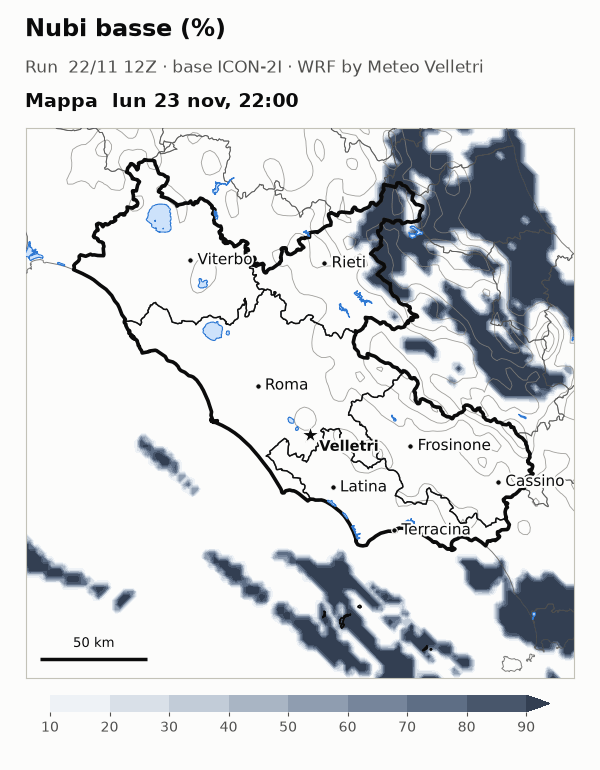 Nubi basse (%)
Run  22/11 12Z · base ICON-2I · WRF by Meteo Velletri
Mappa  lun 23 nov, 22:00
Viterbo
Rieti
Roma
Velletri
Frosinone
Latina
Cassino
Terracina
50 km
10 20 30 40 50 60 70 80 90